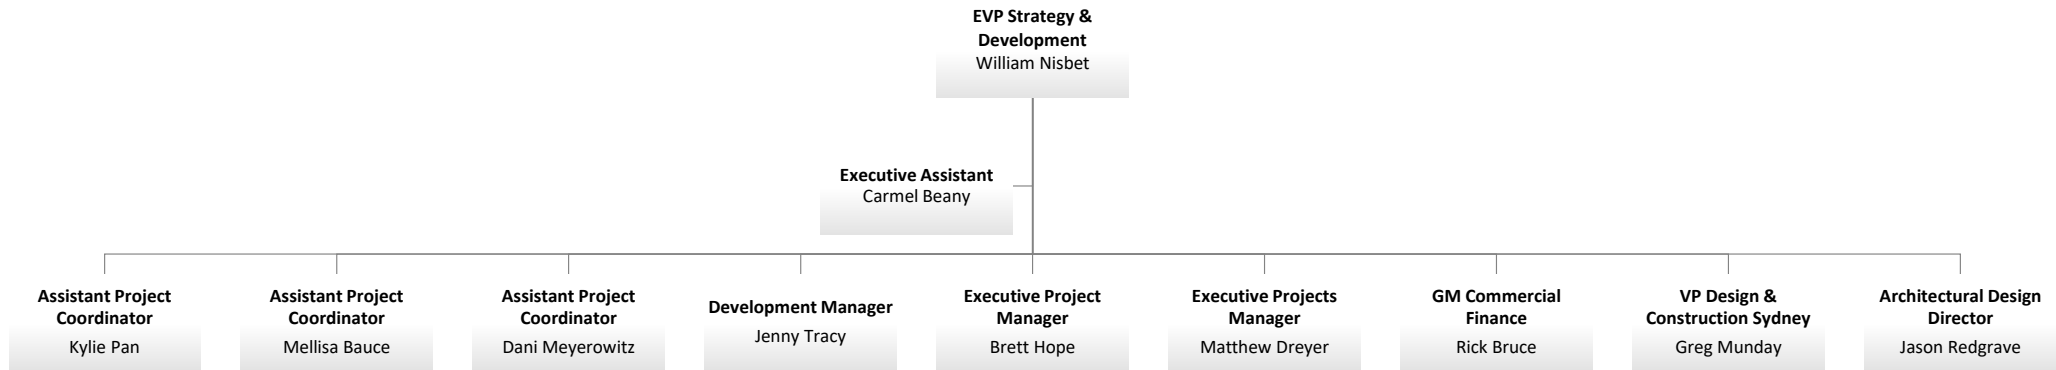 EVP Strategy &
Development
William Nisbet
Executive Assistant
Carmel Beany
Assistant Project
Coordinator
Kylie Pan
Assistant Project
Coordinator
Mellisa Bauce
Assistant Project
Coordinator
Dani Meyerowitz
Development Manager
Jenny Tracy
Executive Project
Manager
Brett Hope
Executive Projects
Manager
Matthew Dreyer
GM Commercial
Finance
Rick Bruce
VP Design &
Construction Sydney
Greg Munday
Architectural Design
Director
Jason Redgrave